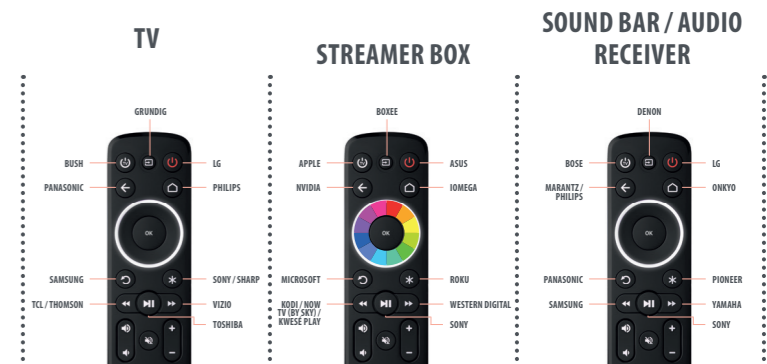 TV
GRUNDIG
BUSH
LG
PANASONIC
PHILIPS
OK
SAMSUNG
SONY / SHARP
TCL / THOMSON
VIZIO
TOSHIBA
STREAMER BOX
BOXEE
APPLE
ASUS
NVIDIA
IOMEGA
OK
MICROSOFT
ROKU
KODI / NOW
TV (BY SKY) /
KWESÉ PLAY
WESTERN DIGITAL
SONY
SOUND BAR / AUDIO
RECEIVER
DENON
BOSE
LG
MARANTZ /
PHILIPS
ONKYO
OK
PANASONIC
PIONEER
SAMSUNG
YAMAHA
SONY